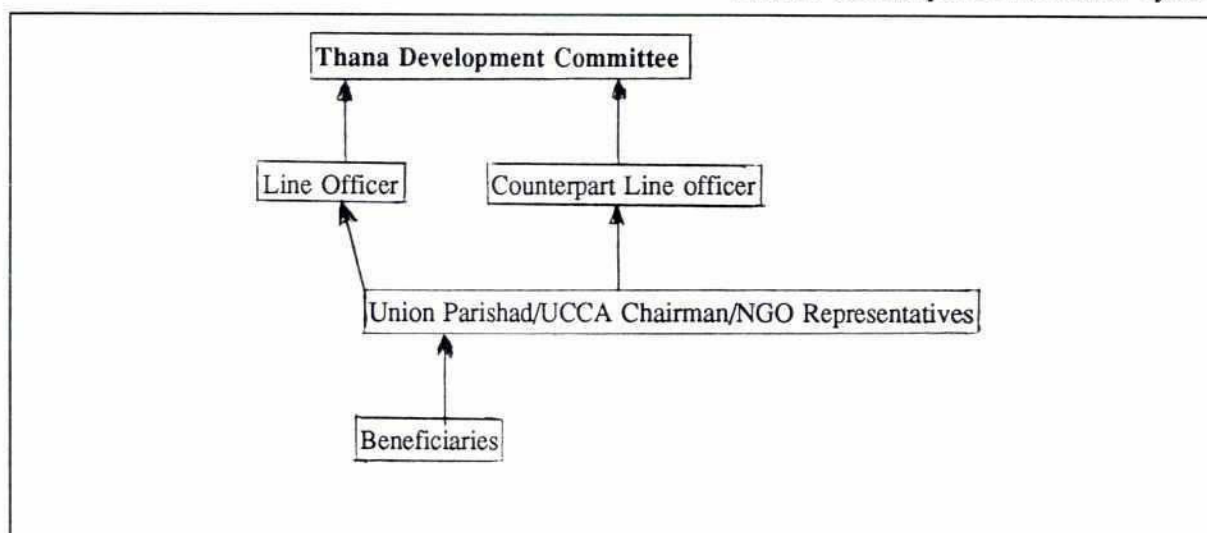 Thana Development Committee
Line Officer
Counterpart Line officer
Union Parishad/UCCA Chairman/NGO Representatives
Beneficiaries